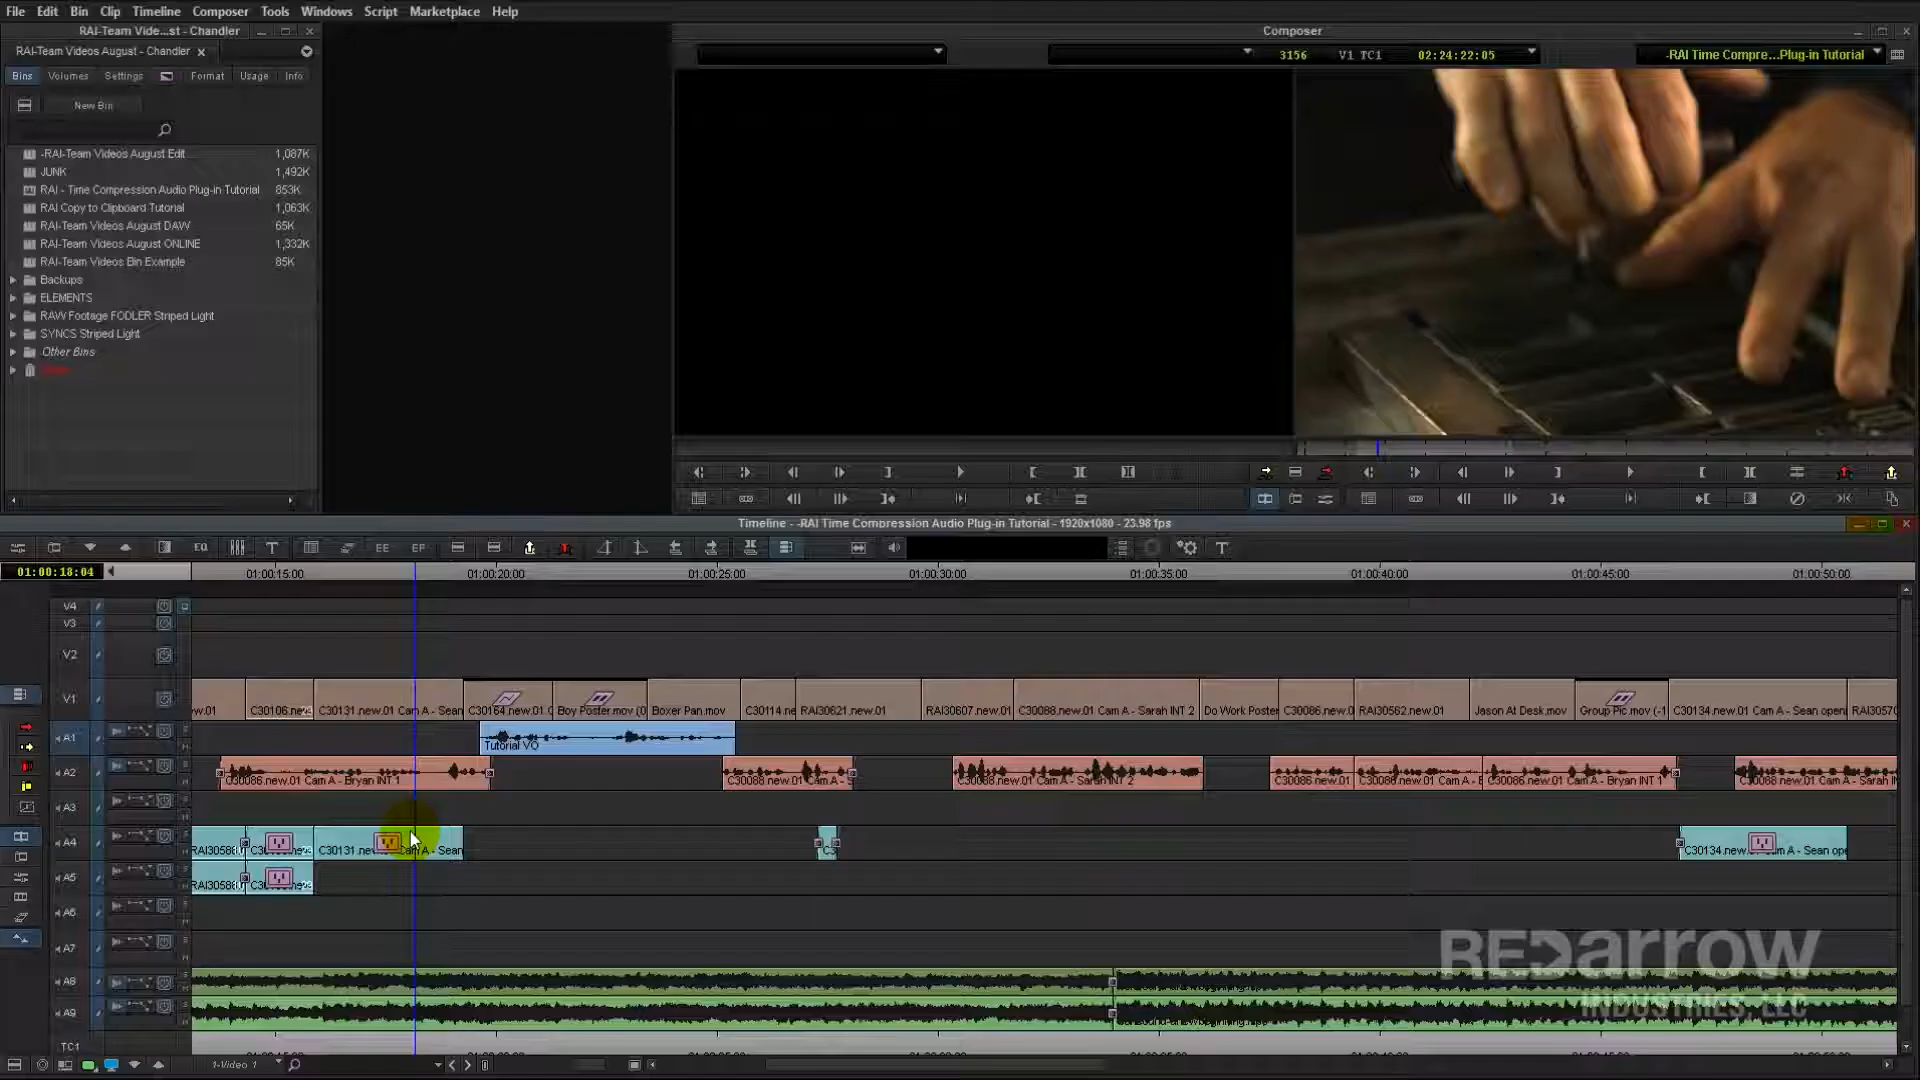 File Edit Bin Clip Timeline Composer Tools Windows Script Marketplace Help
RAI-Team Vide...st - Chandler
Composer
RAI-Team Videos August - Chandler
3156 V1 TC1 02:24:22:05
-RAI Time Compre...Plug-in Tutorial
Bins Volumes Settings Format Usage Info
New Bin
-RAI-Team Videos August Edit 1,087K
JUNK 1,492K
RAI - Time Compression Audio Plug-in Tutorial 853K
RAI Copy to Clipboard Tutorial 1,063K
RAI-Team Videos August DAW 65K
RAI-Team Videos August ONLINE 1,332K
RAI-Team Videos Bin Example 85K
Backups
ELEMENTS
RAW Footage FODLER Striped Light
SYNCS Striped Light
Other Bins
Timeline - -RAI Time Compression Audio Plug-in Tutorial - 1920x1080 - 23.98 fps
EQ T EE EF T
01:00:18:04
01:00:15:00 01:00:20:00 01:00:25:00 01:00:30:00 01:00:35:00 01:00:40:00 01:00:45:00 01:00:50:00
V4
V3
V2
V1
w.01 C30106.ne C30131.new.01 Cam A - Sean C30164.new.01 C Boy Poster.mov (0 Boxer Pan.mov C30114.ne RAI30621.new.01 RAI30607.new.01 C30088.new.01 Cam A - Sarah INT 2 Do Work Poster C30086.new.0 RAI30562.new.01 Jason At Desk.mov Group Pic.mov (-1 C30134.new.01 Cam A - Sean open RAI3057
A1
Tutorial VO
A2
C30086.new.01 Cam A - Bryan INT 1 C30088.new.01 Cam A - S C30088.new.01 Cam A - Sarah INT 2 C30086.new.01 C30086.new.01 Cam A - B C30086.new.01 Cam A - Bryan INT 1 C30088.new.01 Cam A - Sarah I
A3
A4
RAI3058 C30131.new Cam A - Sean C30134.new Cam A - Sean ope
A5
RAI3058
A6
A7
A8
A9
TC1
REDarrow
INDUSTRIES, LLC
1-Video 1